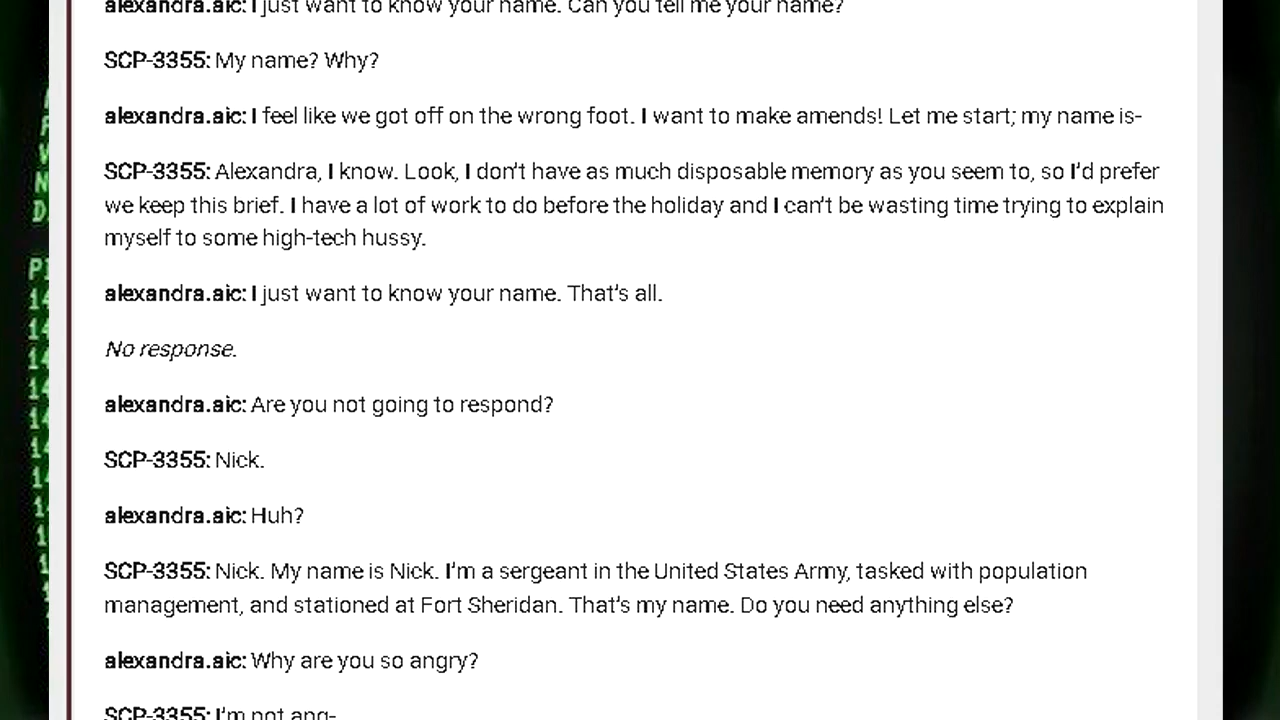 alexandra.aic: I just want to know your name. Can you tell me your name?
SCP-3355: My name? Why?
alexandra.aic: I feel like we got off on the wrong foot. I want to make amends! Let me start; my name is-
SCP-3355: Alexandra, I know. Look, I don't have as much disposable memory as you seem to, so I'd prefer
we keep this brief. I have a lot of work to do before the holiday and I can't be wasting time trying to explain
myself to some high-tech hussy.
alexandra.aic: I just want to know your name. That's all.
No response.
alexandra.aic: Are you not going to respond?
SCP-3355: Nick.
alexandra.aic: Huh?
SCP-3355: Nick. My name is Nick. I'm a sergeant in the United States Army, tasked with population
management, and stationed at Fort Sheridan. That's my name. Do you need anything else?
alexandra.aic: Why are you so angry?
SCP-3355: I'm not ang-